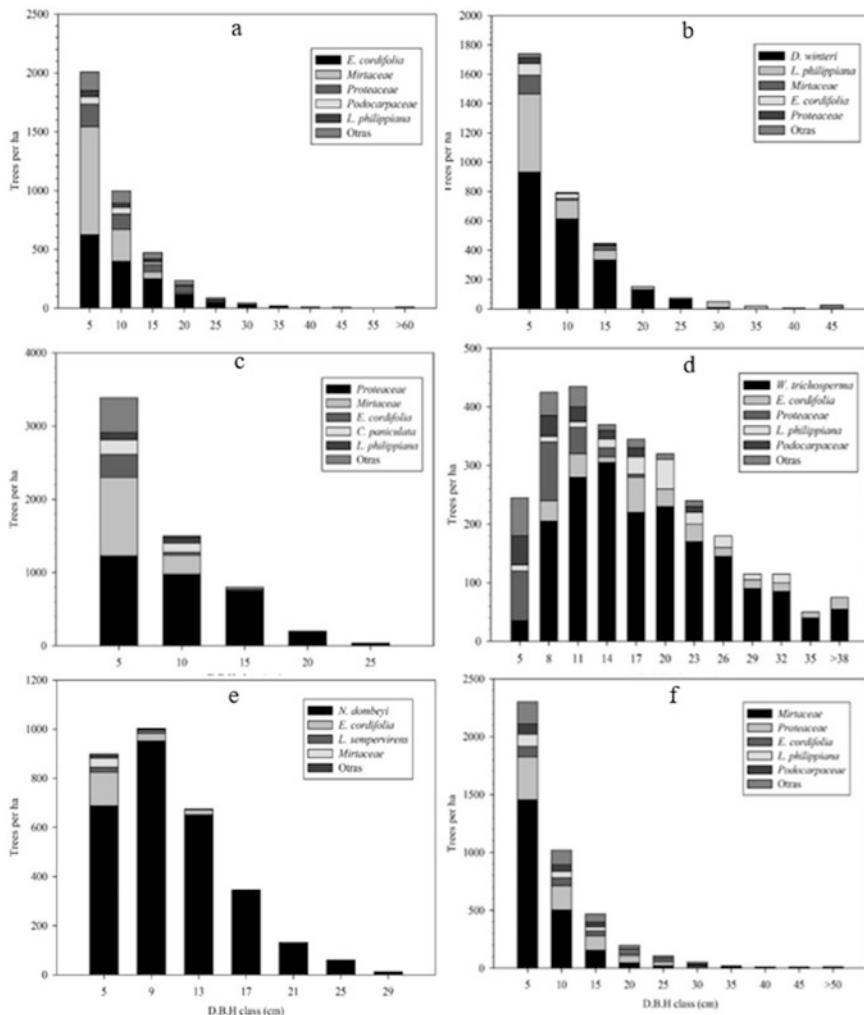 a
2500
2000
1500
1000
500
0
Trees per ha
E. cordifolia
Mirtaceae
Proteaceae
Podocarpaceae
L. philippiana
Otras
5 10 15 20 25 30 35 40 45 55 >60
b
2000
1800
1600
1400
1200
1000
800
600
400
200
0
Trees per ha
D. winteri
L. philippiana
Mirtaceae
E. cordifolia
Proteaceae
Otras
5 10 15 20 25 30 35 40 45
c
4000
3000
2000
1000
0
Trees per ha
Proteaceae
Mirtaceae
E. cordifolia
C. paniculata
L. philippiana
Otras
5 10 15 20 25
d
500
400
300
200
100
0
Trees per ha
W. trichosperma
E. cordifolia
Proteaceae
L. philippiana
Podocarpaceae
Otras
5 8 11 14 17 20 23 26 29 32 35 >38
e
1200
1000
800
600
400
200
0
Trees per ha
N. dombeyi
E. cordifolia
L. sempervirens
Mirtaceae
Otras
5 9 13 17 21 25 29
D.B.H class (cm)
f
2500
2000
1500
1000
500
0
Trees per ha
Mirtaceae
Proteaceae
E. cordifolia
L. philippiana
Podocarpaceae
Otras
5 10 15 20 25 30 35 40 45 >50
D.B.H class (cm)